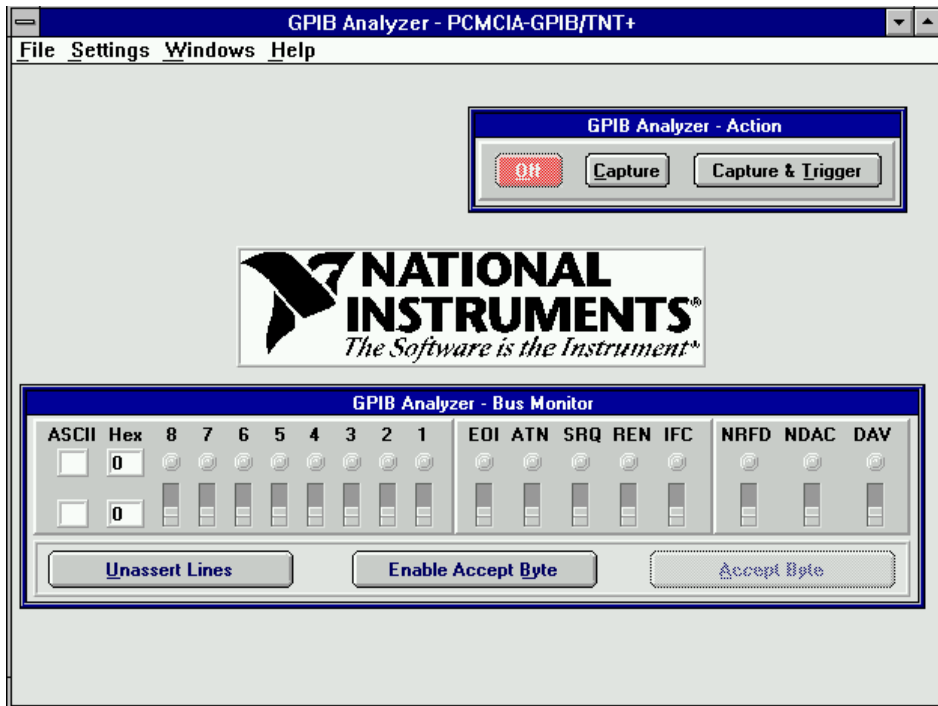 GPIB Analyzer - PCMCIA-GPIB/TNT+
File Settings Windows Help
GPIB Analyzer - Action
Off Capture Capture & Trigger
NATIONAL
INSTRUMENTS®
The Software is the Instrument®
GPIB Analyzer - Bus Monitor
ASCII Hex 8 7 6 5 4 3 2 1 EOI ATN SRQ REN IFC NRFD NDAC DAV
0
0
Unassert Lines Enable Accept Byte Accept Byte